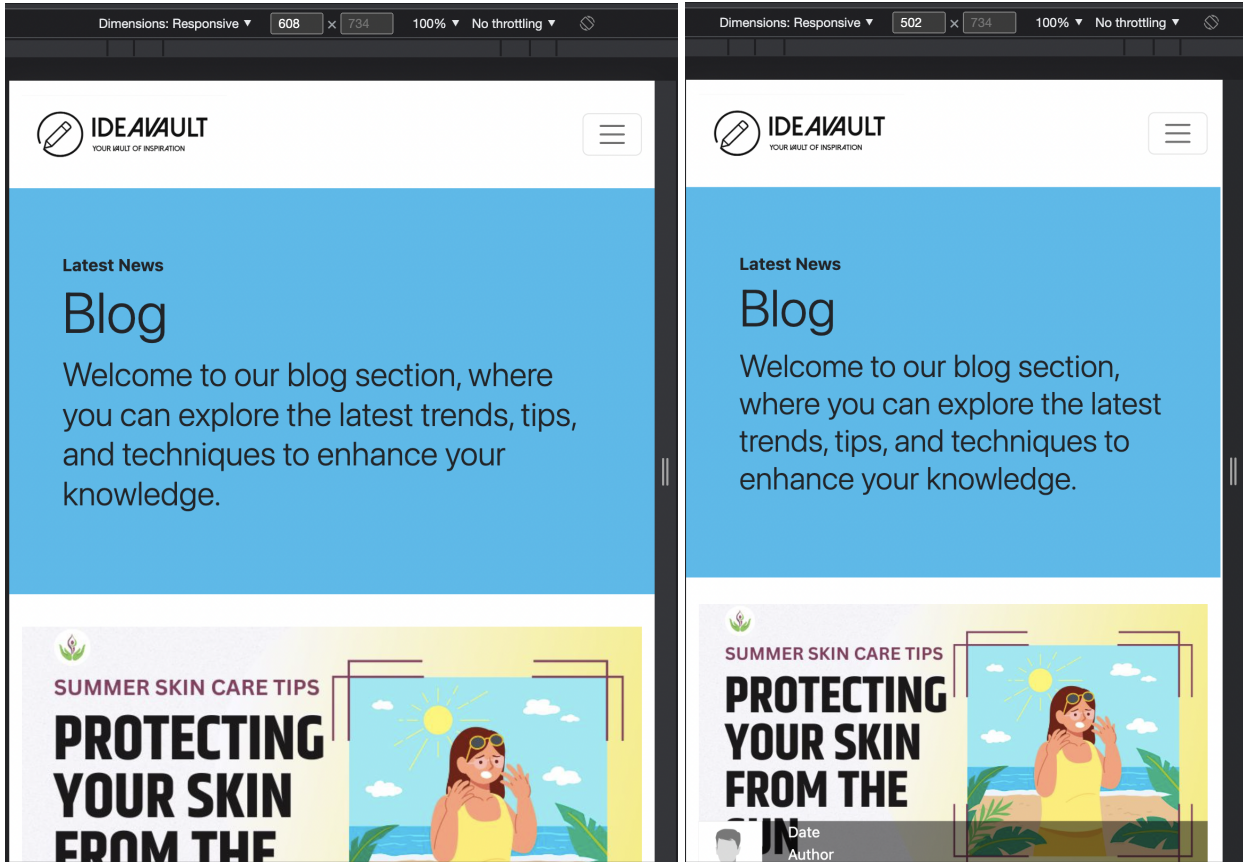 Dimensions: Responsive ▼ 608 × 734 100% ▼ No throttling ▼
IDEAVAULT
YOUR VAULT OF INSPIRATION
Latest News
Blog
Welcome to our blog section, where
you can explore the latest trends, tips,
and techniques to enhance your
knowledge.
SUMMER SKIN CARE TIPS
PROTECTING
YOUR SKIN
FROM THE
Dimensions: Responsive ▼ 502 × 734 100% ▼ No throttling ▼
IDEAVAULT
YOUR VAULT OF INSPIRATION
Latest News
Blog
Welcome to our blog section,
where you can explore the latest
trends, tips, and techniques to
enhance your knowledge.
SUMMER SKIN CARE TIPS
PROTECTING
YOUR SKIN
FROM THE
SUN
Date
Author